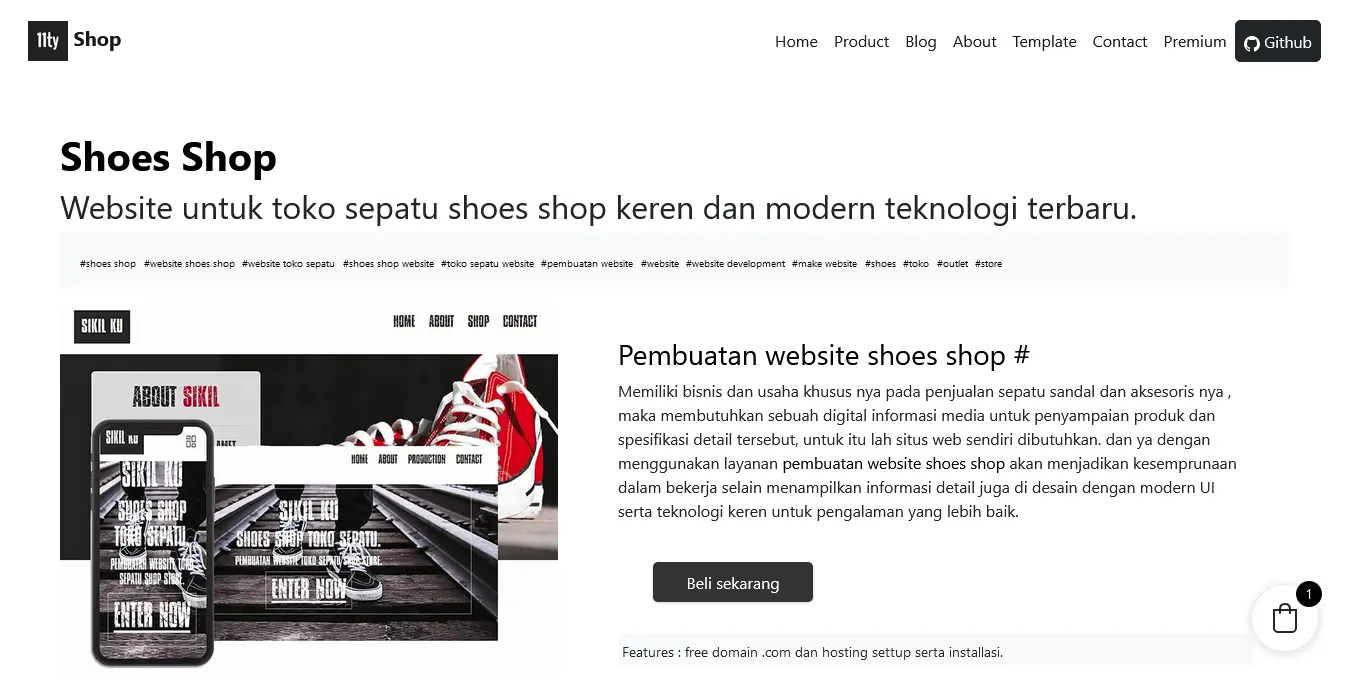 11ty Shop
Home Product Blog About Template Contact Premium Github
Shoes Shop
Website untuk toko sepatu shoes shop keren dan modern teknologi terbaru.
#shoes shop #website shoes shop #website toko sepatu #shoes shop website #toko sepatu website #pembuatan website #website #website development #make website #shoes #toko #outlet #store
SIKIL KU
HOME ABOUT SHOP CONTACT
ABOUT SIKIL
AMET
SIKIL KU
HOME ABOUT PRODUCTION CONTACT
SIKIL KU
SHOES SHOP
TOKO SEPATU.
PEMBUATAN WEBSITE TOKO
SEPATU SHOP STORE.
ENTER NOW
SIKIL KU
SHOES SHOP TOKO SEPATU.
PEMBUATAN WEBSITE TOKO SEPATU SHOP STORE.
ENTER NOW
Pembuatan website shoes shop #
Memiliki bisnis dan usaha khusus nya pada penjualan sepatu sandal dan aksesoris nya ,
maka membutuhkan sebuah digital informasi media untuk penyampaian produk dan
spesifikasi detail tersebut, untuk itu lah situs web sendiri dibutuhkan. dan ya dengan
menggunakan layanan pembuatan website shoes shop akan menjadikan kesemprunaan
dalam bekerja selain menampilkan informasi detail juga di desain dengan modern UI
serta teknologi keren untuk pengalaman yang lebih baik.
Beli sekarang
1
Features : free domain .com dan hosting settup serta installasi.